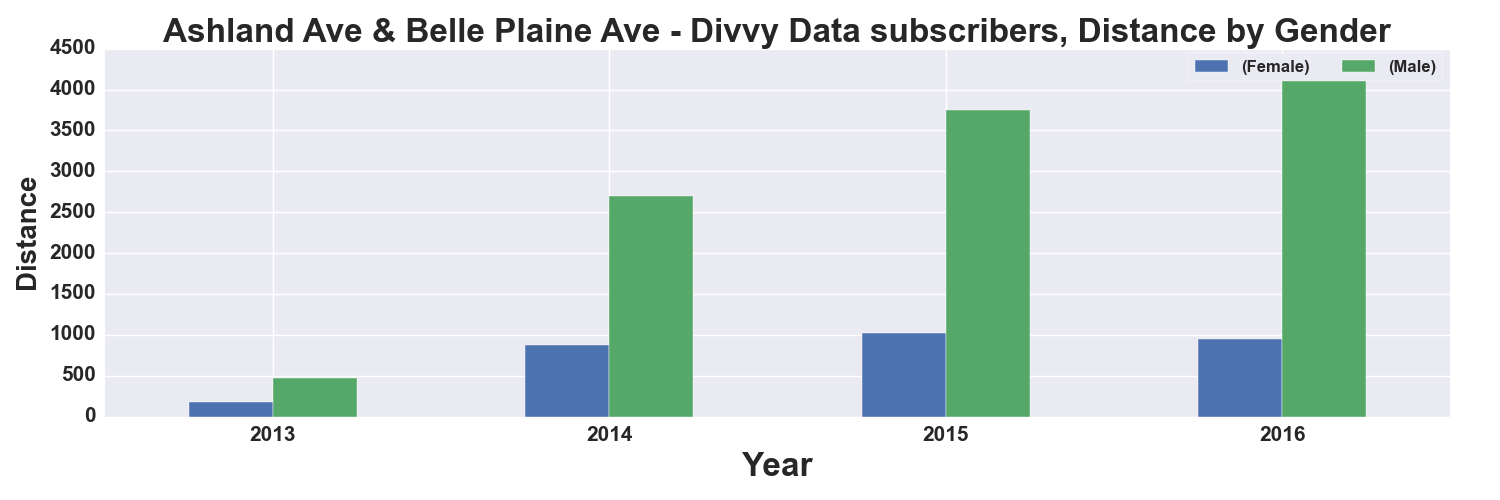 Ashland Ave & Belle Plaine Ave - Divvy Data subscribers, Distance by Gender
(Female) (Male)
Distance
4500
4000
3500
3000
2500
2000
1500
1000
500
0
2013 2014 2015 2016
Year